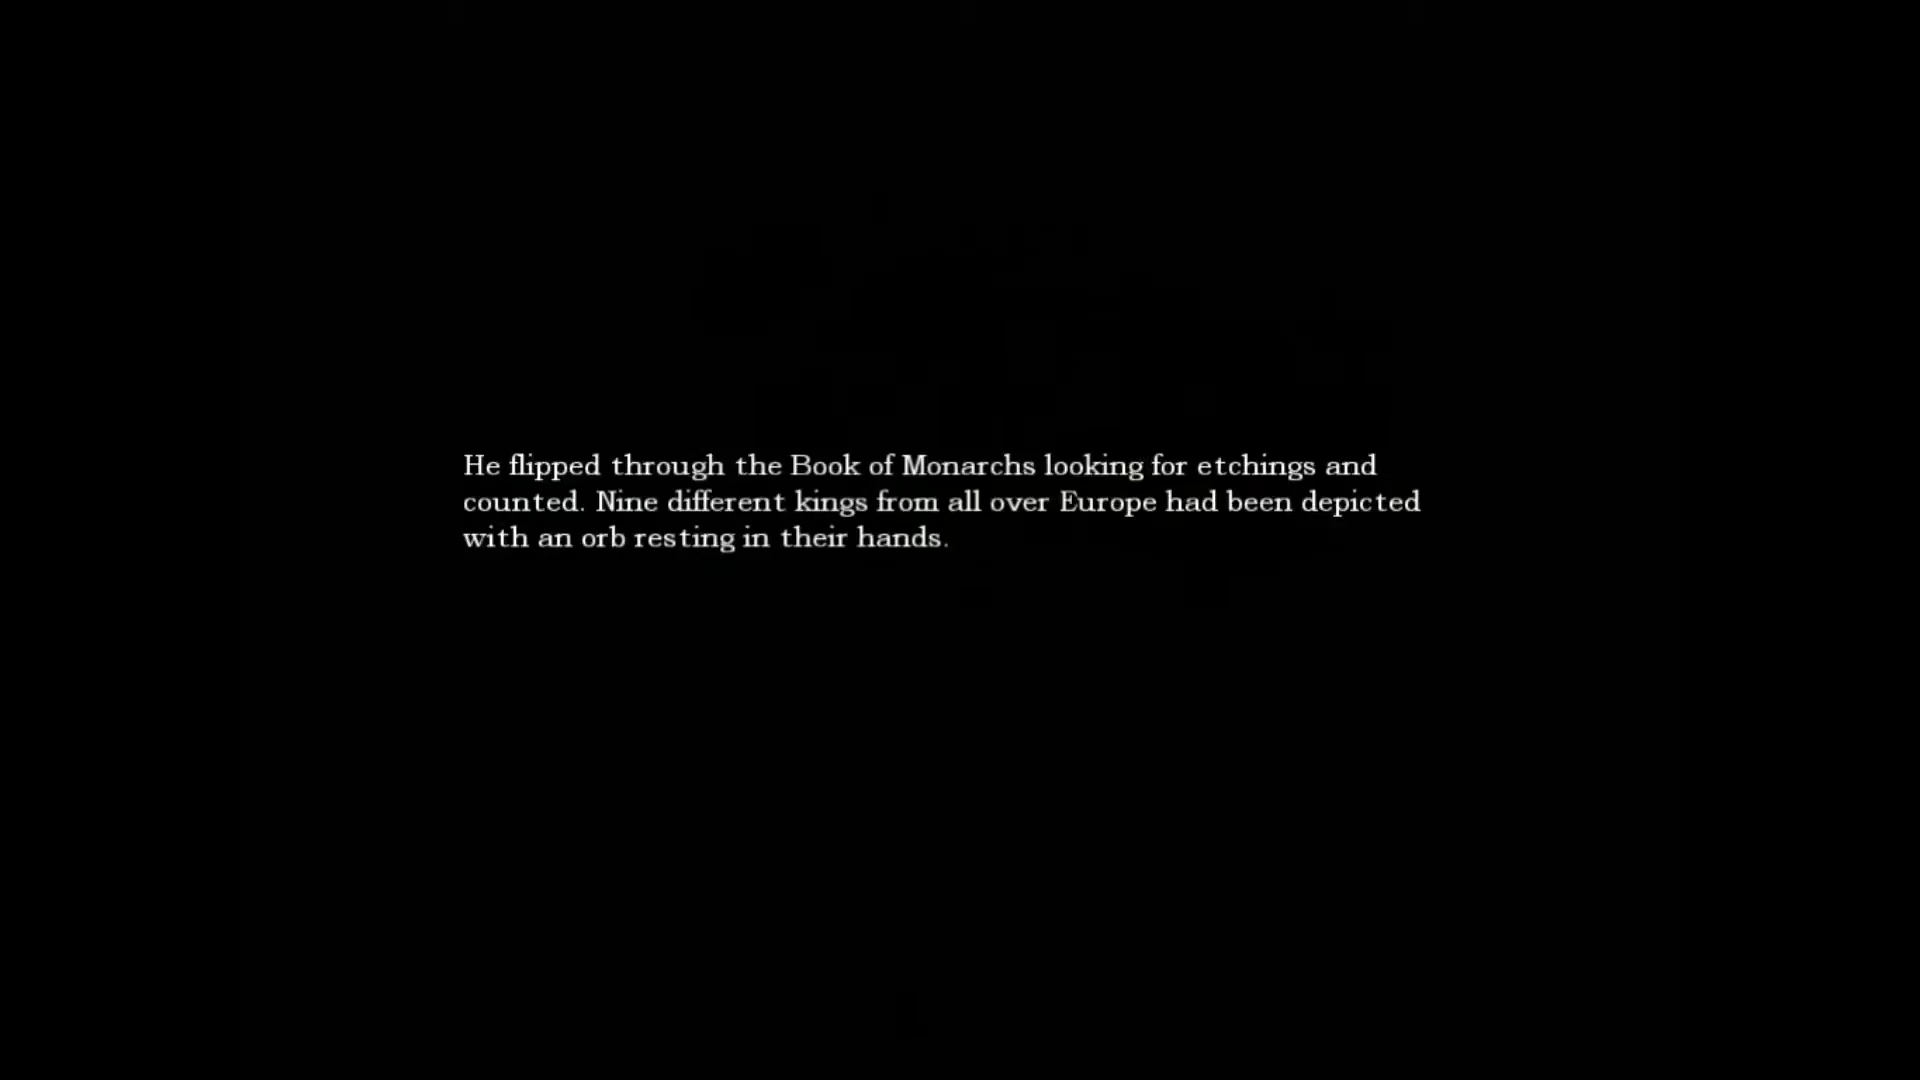 He flipped through the Book of Monarchs looking for etchings and
counted. Nine different kings from all over Europe had been depicted
with an orb resting in their hands.